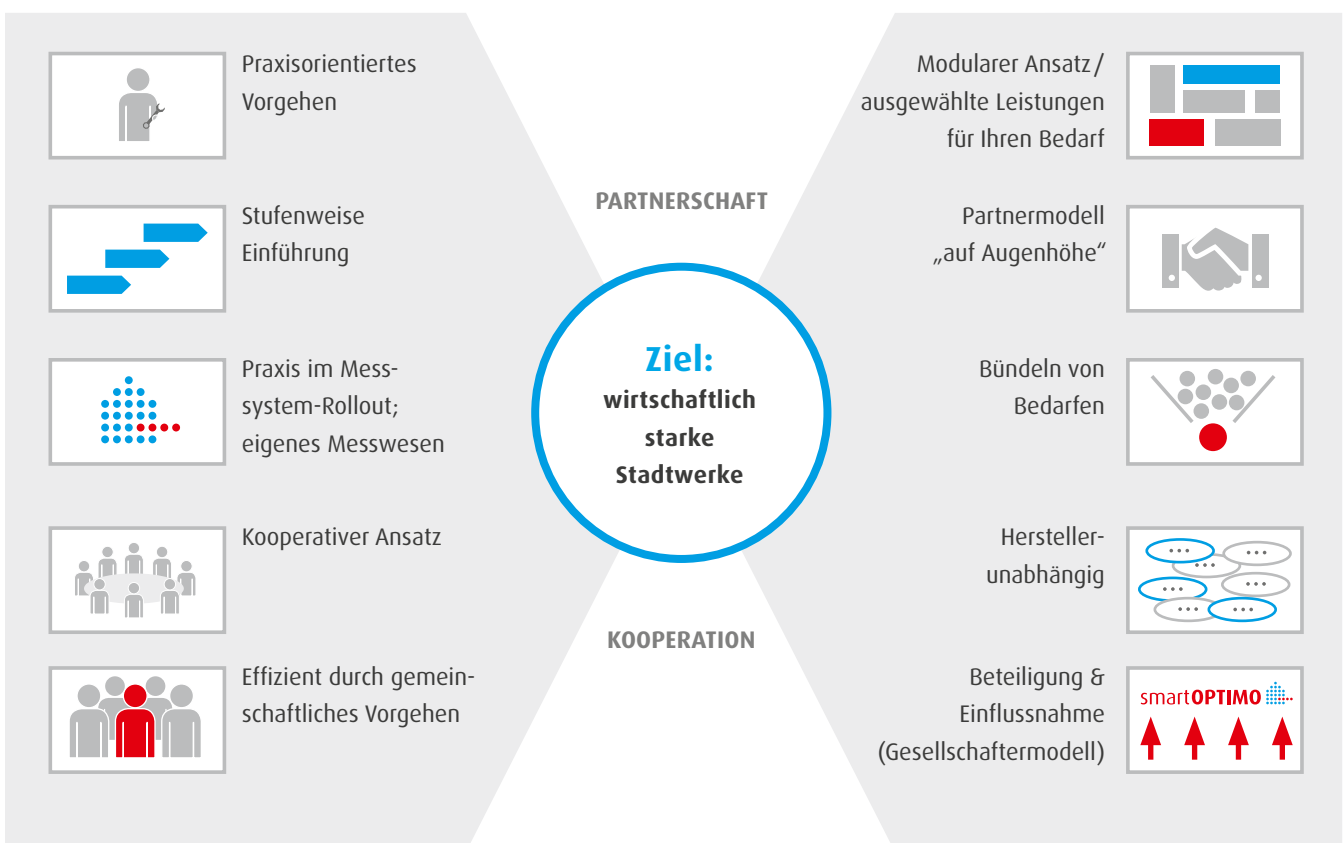 Praxisorientiertes
Vorgehen
Stufenweise
Einführung
Praxis im Mess-
system-Rollout;
eigenes Messwesen
Kooperativer Ansatz
Effizient durch gemein-
schaftliches Vorgehen
PARTNERSCHAFT
Ziel:
wirtschaftlich
starke
Stadtwerke
KOOPERATION
Modularer Ansatz/
ausgewählte Leistungen
für Ihren Bedarf
Partnermodell
„auf Augenhöhe“
Bündeln von
Bedarfen
Hersteller-
unabhängig
Beteiligung &
Einflussnahme
(Gesellschaftermodell)
smartOPTIMO